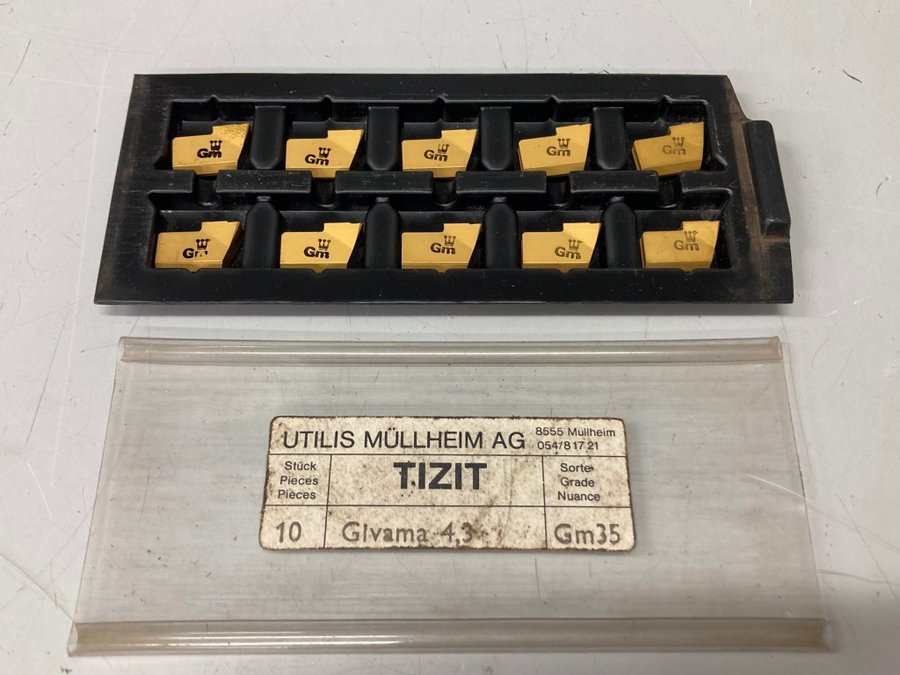 Gm
Gm
Gm
Gm
Gm
Gm
Gm
Gm
Gm
Gm
UTILIS MÜLLHEIM AG
8555 Müllheim
054/8 17 21
Stück
Pieces
Pièces
TIZIT
Sorte
Grade
Nuance
10
Givama 4,3
Gm35